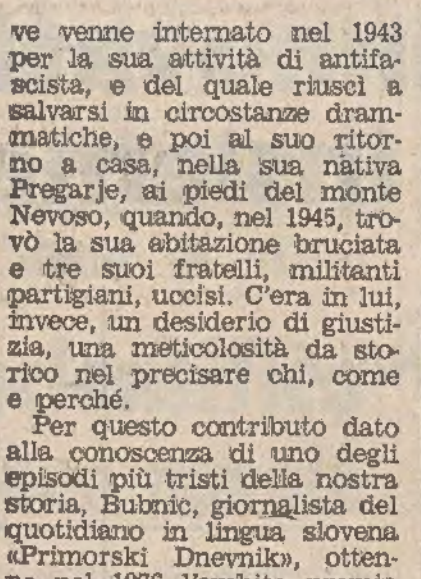 ve venne internato nel 1943
per la sua attività di antifa-
scista, e del quale riuscì a
salvarsi in circostanze dram-
matiche, e poi al suo ritor-
no a casa, nella sua nativa
Pregarje, ai piedi del monte
Nevoso, quando, nel 1945, tro-
vò la sua abitazione bruciata
e tre suoi fratelli, militanti
partigiani, uccisi. C'era in lui,
invece, un desiderio di giusti-
zia, una meticolosità da sto-
rico nel precisare chi, come
e perché.
Per questo contributo dato
alla conoscenza di uno degli
episodi più tristi della nostra
storia, Bubnic, giornalista del
quotidiano in lingua slovena
«Primorski Dnevnik», otten-